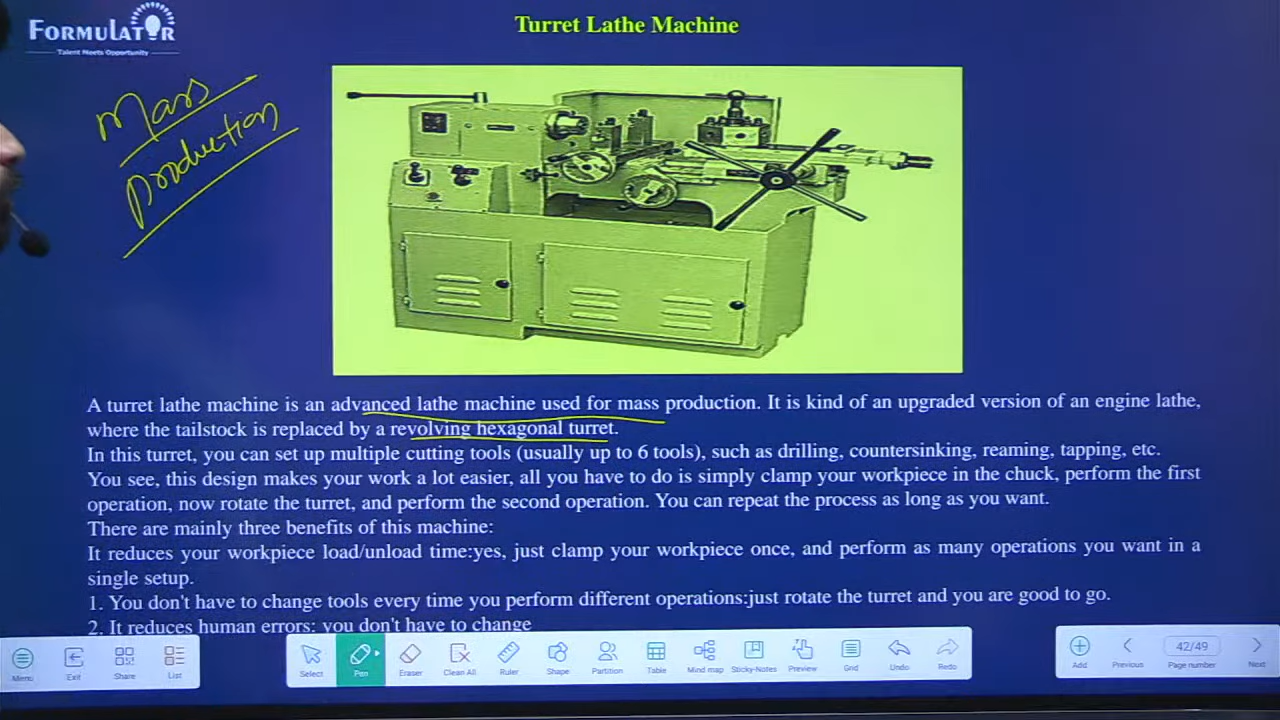 FORMULATOR
Talent Meets Opportunity
Turret Lathe Machine
Mass
Production
A turret lathe machine is an advanced lathe machine used for mass production. It is kind of an upgraded version of an engine lathe,
where the tailstock is replaced by a revolving hexagonal turret.
In this turret, you can set up multiple cutting tools (usually up to 6 tools), such as drilling, countersinking, reaming, tapping, etc.
You see, this design makes your work a lot easier, all you have to do is simply clamp your workpiece in the chuck, perform the first
operation, now rotate the turret, and perform the second operation. You can repeat the process as long as you want.
There are mainly three benefits of this machine:
It reduces your workpiece load/unload time:yes, just clamp your workpiece once, and perform as many operations you want in a
single setup.
1. You don't have to change tools every time you perform different operations:just rotate the turret and you are good to go.
2. It reduces human errors: you don't have to change
Menu Exit Share List Select Pen Eraser Clean All Ruler Shape Partition Table Mind map Sticky-Notes Preview Grid Undo Redo Add Previous 42/49 Page number Next